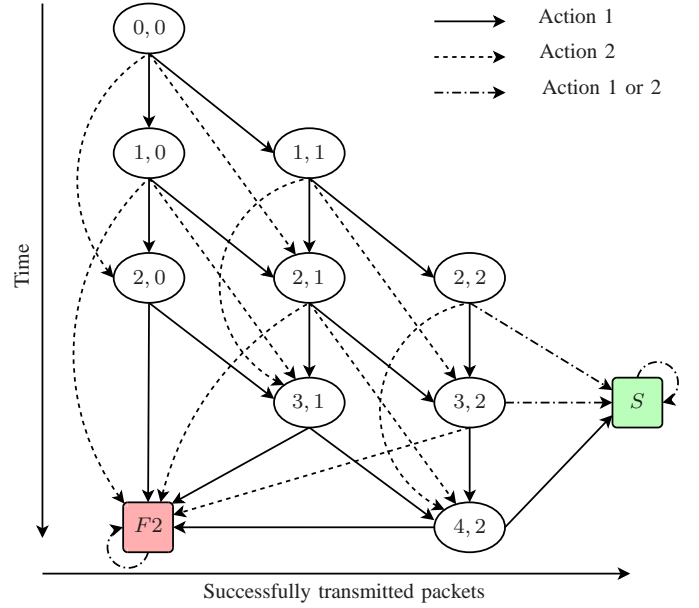 0, 0
Action 1
Action 2
Action 1 or 2
1, 0
1, 1
Time
2, 0
2, 1
2, 2
3, 1
3, 2
S
F2
4, 2
Successfully transmitted packets